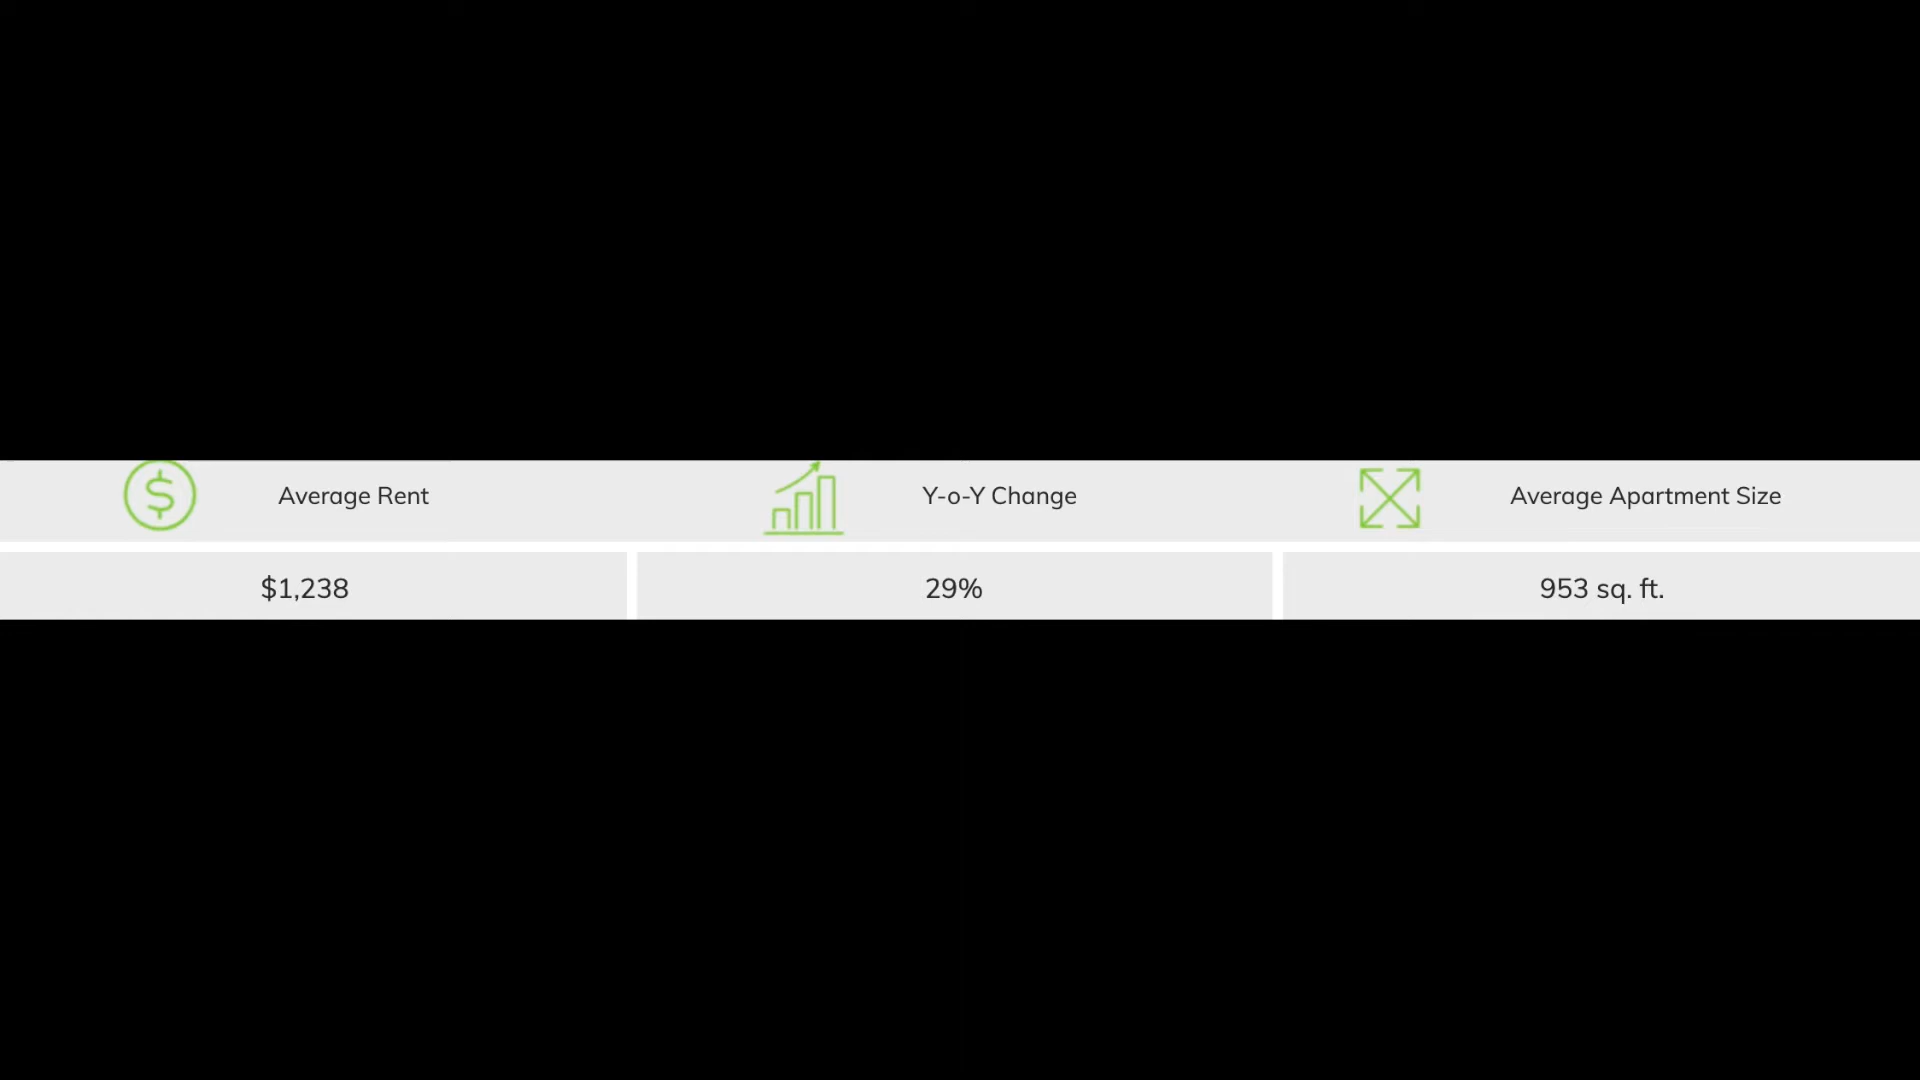 Average Rent
Y-o-Y Change
Average Apartment Size
$1,238
29%
953 sq. ft.